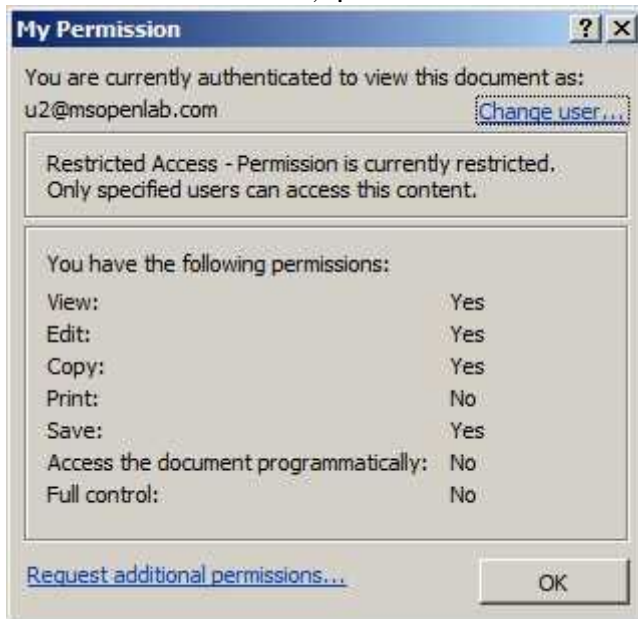 My Permission
You are currently authenticated to view this document as:
u2@msopenlab.com Change user...
Restricted Access - Permission is currently restricted.
Only specified users can access this content.
You have the following permissions:
View: Yes
Edit: Yes
Copy: Yes
Print: No
Save: Yes
Access the document programmatically: No
Full control: No
Request additional permissions... OK